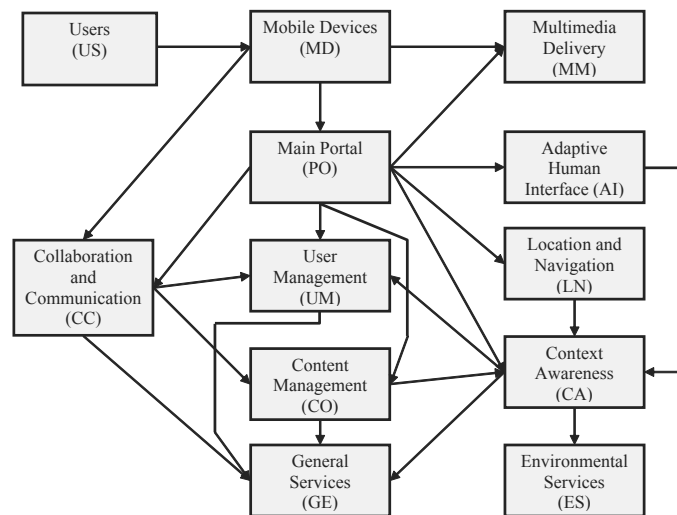 Users
(US)
Mobile Devices
(MD)
Multimedia
Delivery
(MM)
Main Portal
(PO)
Adaptive
Human
Interface (AI)
Collaboration
and
Communication
(CC)
User
Management
(UM)
Location and
Navigation
(LN)
Content
Management
(CO)
Context
Awareness
(CA)
General
Services
(GE)
Environmental
Services
(ES)